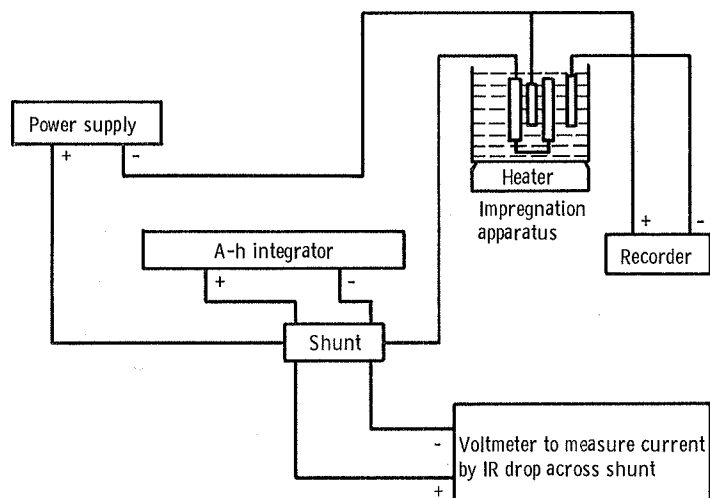 Power supply
+ -
Heater
Impregnation
apparatus
+ -
Recorder
A-h integrator
+ -
Shunt
-
Voltmeter to measure current
by IR drop across shunt
+